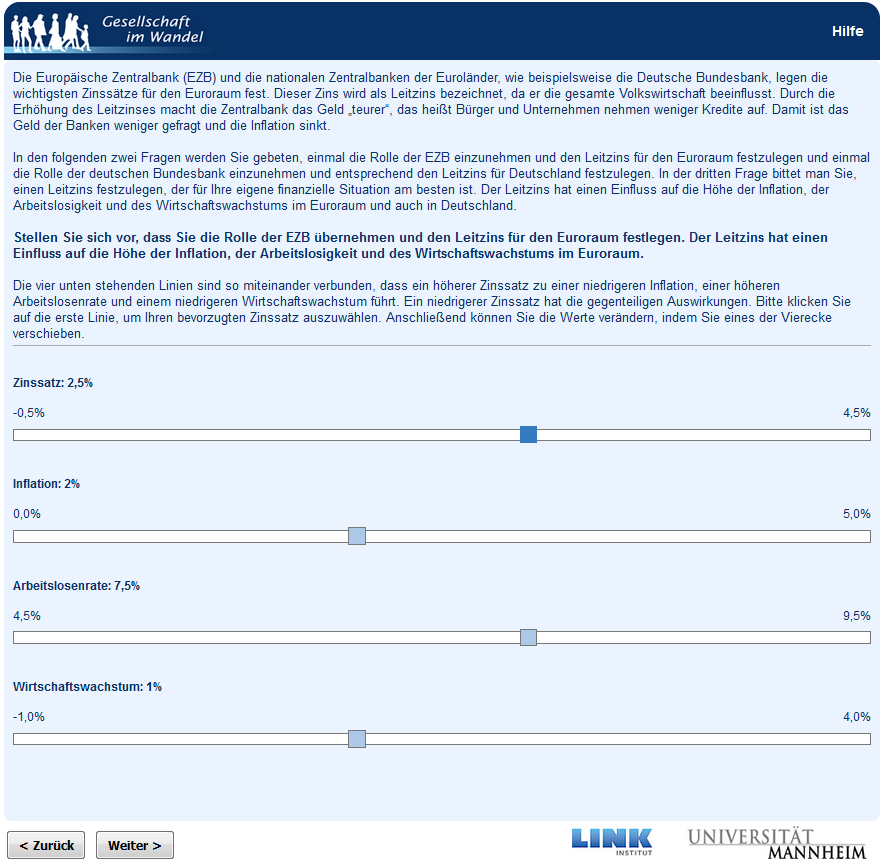 Gesellschaft
im Wandel
Hilfe
Die Europäische Zentralbank (EZB) und die nationalen Zentralbanken der Euroländer, wie beispielsweise die Deutsche Bundesbank, legen die
wichtigsten Zinssätze für den Euroraum fest. Dieser Zins wird als Leitzins bezeichnet, da er die gesamte Volkswirtschaft beeinflusst. Durch die
Erhöhung des Leitzinses macht die Zentralbank das Geld „teurer“, das heißt Bürger und Unternehmen nehmen weniger Kredite auf. Damit ist das
Geld der Banken weniger gefragt und die Inflation sinkt.
In den folgenden zwei Fragen werden Sie gebeten, einmal die Rolle der EZB einzunehmen und den Leitzins für den Euroraum festzulegen und einmal
die Rolle der deutschen Bundesbank einzunehmen und entsprechend den Leitzins für Deutschland festzulegen. In der dritten Frage bittet man Sie,
einen Leitzins festzulegen, der für Ihre eigene finanzielle Situation am besten ist. Der Leitzins hat einen Einfluss auf die Höhe der Inflation, der
Arbeitslosigkeit und des Wirtschaftswachstums im Euroraum und auch in Deutschland.
Stellen Sie sich vor, dass Sie die Rolle der EZB übernehmen und den Leitzins für den Euroraum festlegen. Der Leitzins hat einen
Einfluss auf die Höhe der Inflation, der Arbeitslosigkeit und des Wirtschaftswachstums im Euroraum.
Die vier unten stehenden Linien sind so miteinander verbunden, dass ein höherer Zinssatz zu einer niedrigeren Inflation, einer höheren
Arbeitslosenrate und einem niedrigeren Wirtschaftswachstum führt. Ein niedrigerer Zinssatz hat die gegenteiligen Auswirkungen. Bitte klicken Sie
auf die erste Linie, um Ihren bevorzugten Zinssatz auszuwählen. Anschließend können Sie die Werte verändern, indem Sie eines der Vierecke
verschieben.
Zinssatz: 2,5%
-0,5% 4,5%
Inflation: 2%
0,0% 5,0%
Arbeitslosenrate: 7,5%
4,5% 9,5%
Wirtschaftswachstum: 1%
-1,0% 4,0%
< Zurück Weiter >
LINK
INSTITUT
UNIVERSITÄT
MANNHEIM